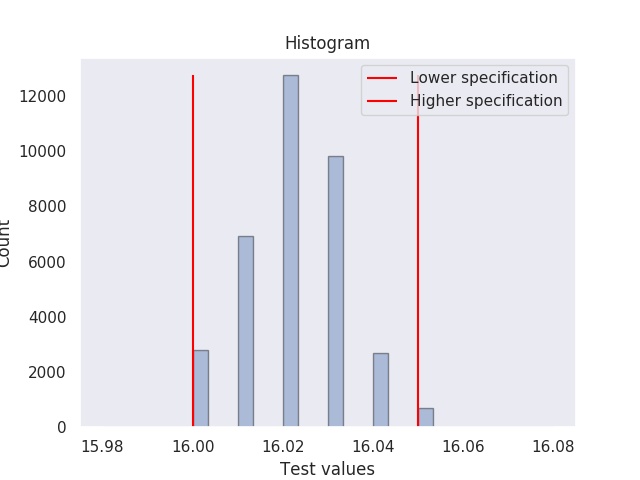 Histogram
Lower specification
Higher specification
12000
10000
8000
6000
4000
2000
0
Count
15.98 16.00 16.02 16.04 16.06 16.08
Test values